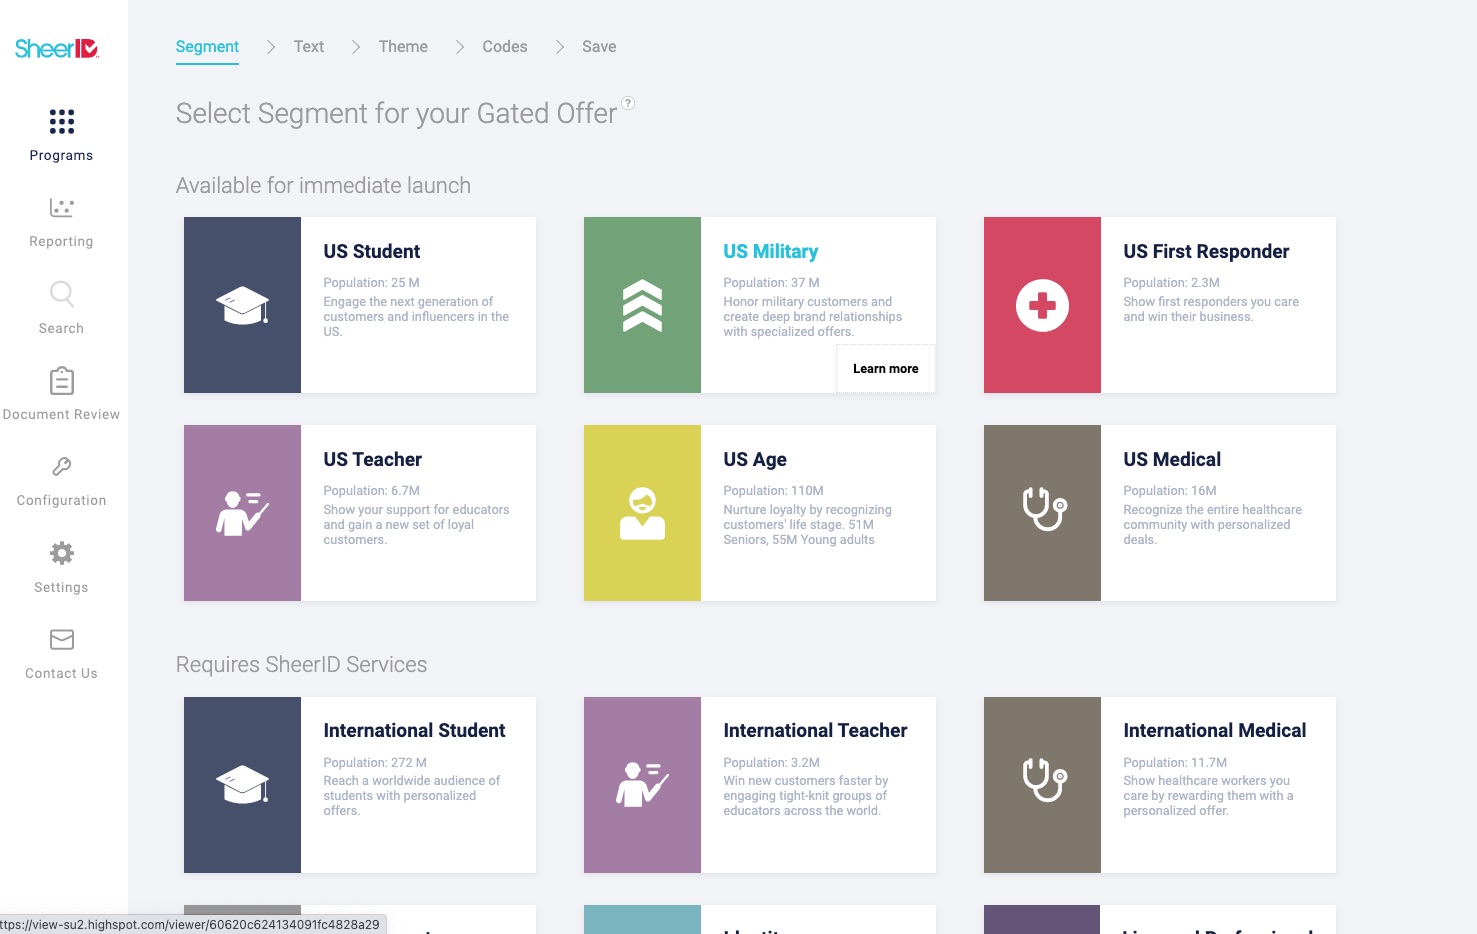 SheerID
Programs
Reporting
Search
Document Review
Configuration
Settings
Contact Us
Segment
Text
Theme
Codes
Save
Select Segment for your Gated Offer ?
Available for immediate launch
US Student
Population: 25 M
Engage the next generation of
customers and influencers in the
US.
US Military
Population: 37 M
Honor military customers and
create deep brand relationships
with specialized offers.
Learn more
US First Responder
Population: 2.3M
Show first responders you care
and win their business.
US Teacher
Population: 6.7M
Show your support for educators
and gain a new set of loyal
customers.
US Age
Population: 110M
Nurture loyalty by recognizing
customers' life stage. 51M
Seniors, 55M Young adults
US Medical
Population: 16M
Recognize the entire healthcare
community with personalized
deals.
Requires SheerID Services
International Student
Population: 272 M
Reach a worldwide audience of
students with personalized
offers.
International Teacher
Population: 3.2M
Win new customers faster by
engaging tight-knit groups of
educators across the world.
International Medical
Population: 11.7M
Show healthcare workers you
care by rewarding them with a
personalized offer.
ttps://view-su2.highspot.com/viewer/60620c624134091fc4828a29